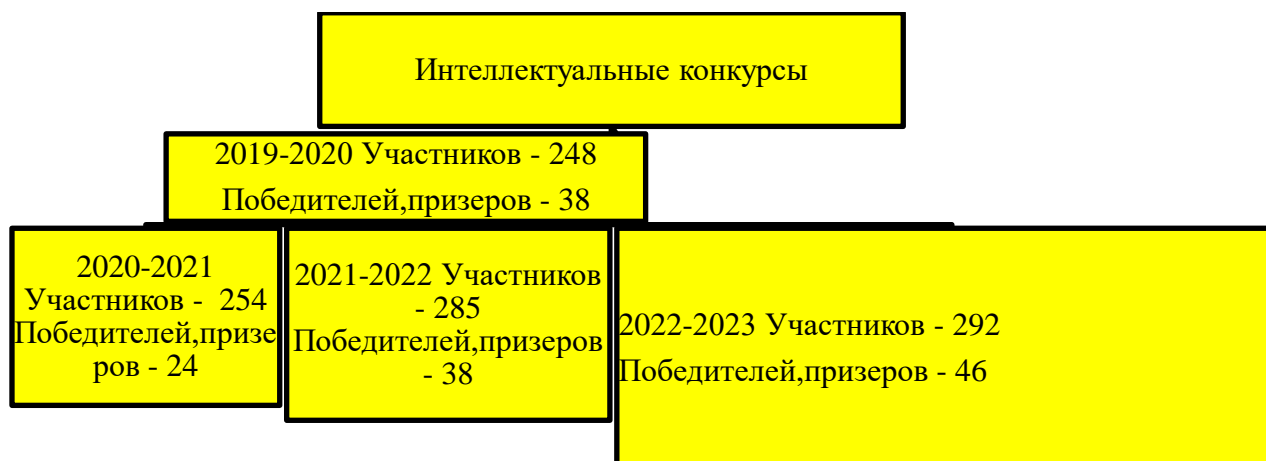 Интеллектуальные конкурсы
2019-2020 Участников - 248
Победителей,призеров - 38
2020-2021
Участников -  254
Победителей,призе
ров - 24
2021-2022 Участников
- 285
Победителей,призеров
- 38
2022-2023 Участников - 292
Победителей,призеров - 46